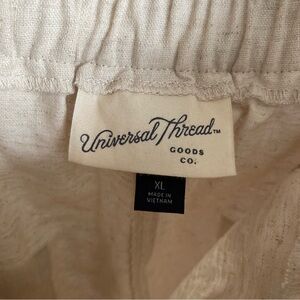 Universal Thread™
GOODS
CO.
XL
MADE IN
VIETNAM